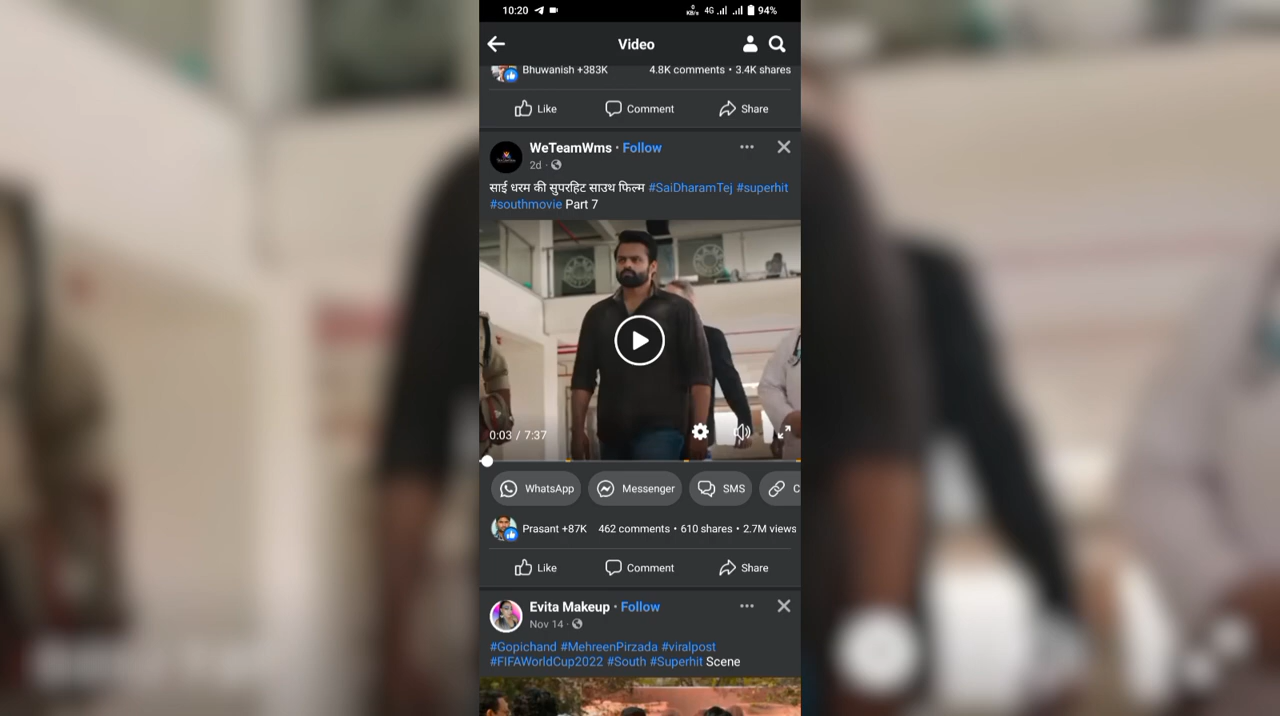 10:20
0 KB/s 4G 94%
Video
Bhuwanish +383K 4.8K comments • 3.4K shares
Like Comment Share
WeTeamWms · Follow
2d ·
साई धरम की सुपरहिट साउथ फिल्म #SaiDharamTej #superhit
#southmovie Part 7
0:03 / 7:37
WhatsApp Messenger SMS C
Prasant +87K 462 comments • 610 shares • 2.7M views
Like Comment Share
Evita Makeup · Follow
Nov 14 ·
#Gopichand #MehreenPirzada #viralpost
#FIFAWorldCup2022 #South #Superhit Scene